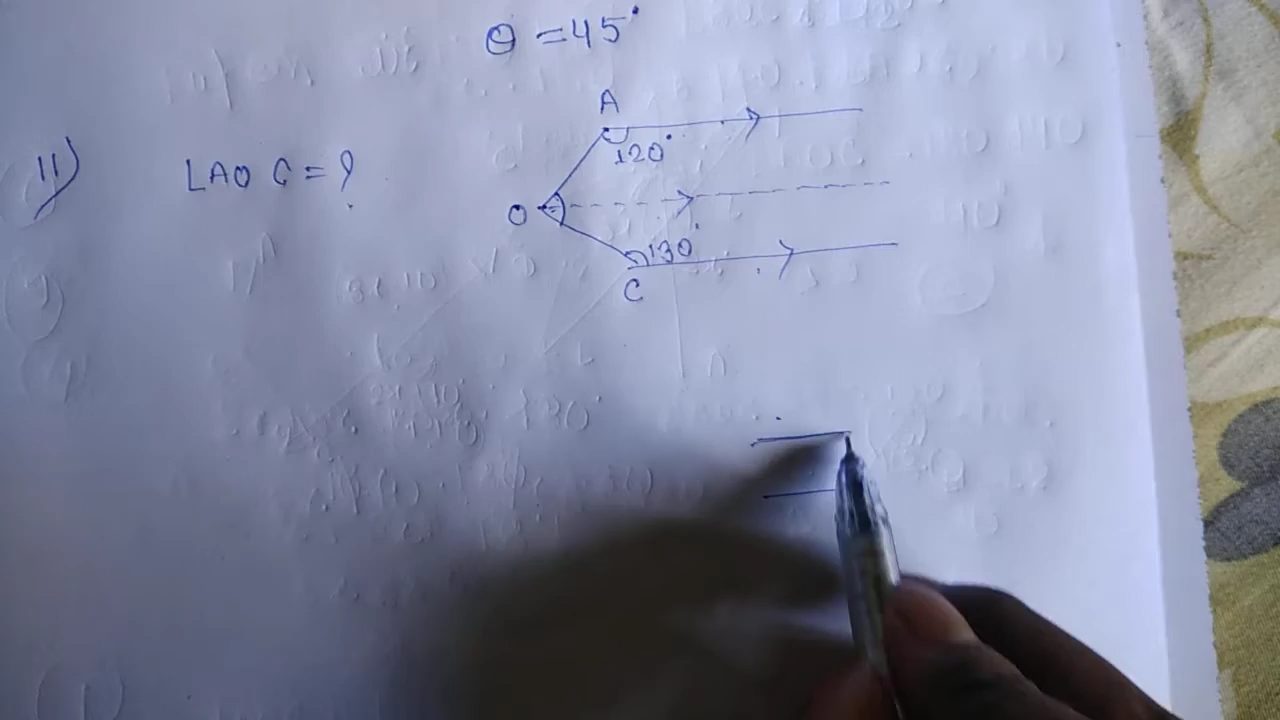 θ = 45°
11) ∠AOC = ?
A
120°
O
130°
C